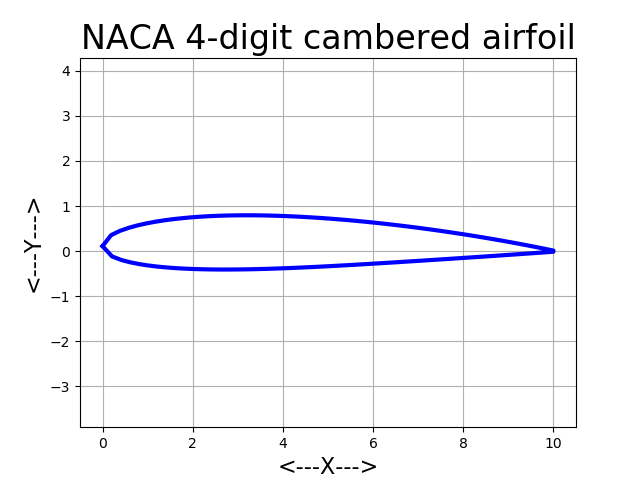 NACA 4-digit cambered airfoil
4
3
2
1
0
−1
−2
−3
<---Y--->
0 2 4 6 8 10
<---X--->